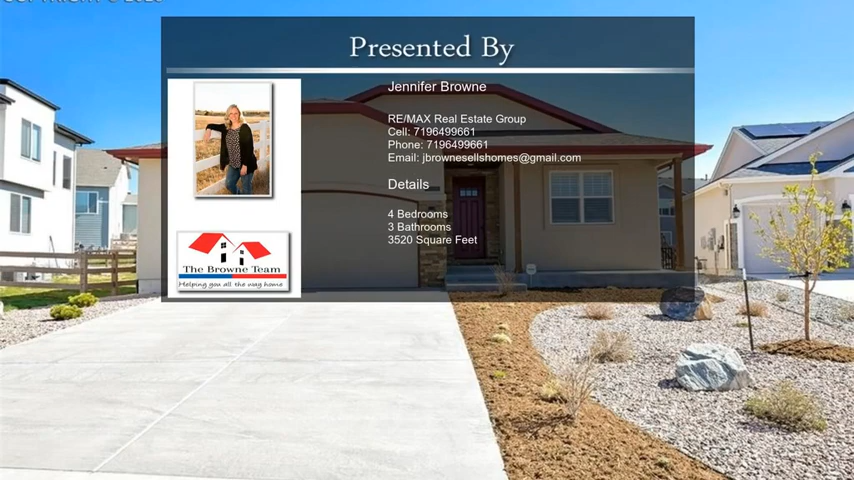 Presented By
Jennifer Browne
RE/MAX Real Estate Group
Cell: 7196499661
Phone: 7196499661
Email: jbrownesellshomes@gmail.com
Details
4 Bedrooms
3 Bathrooms
3520 Square Feet
The Browne Team
Helping you all the way home